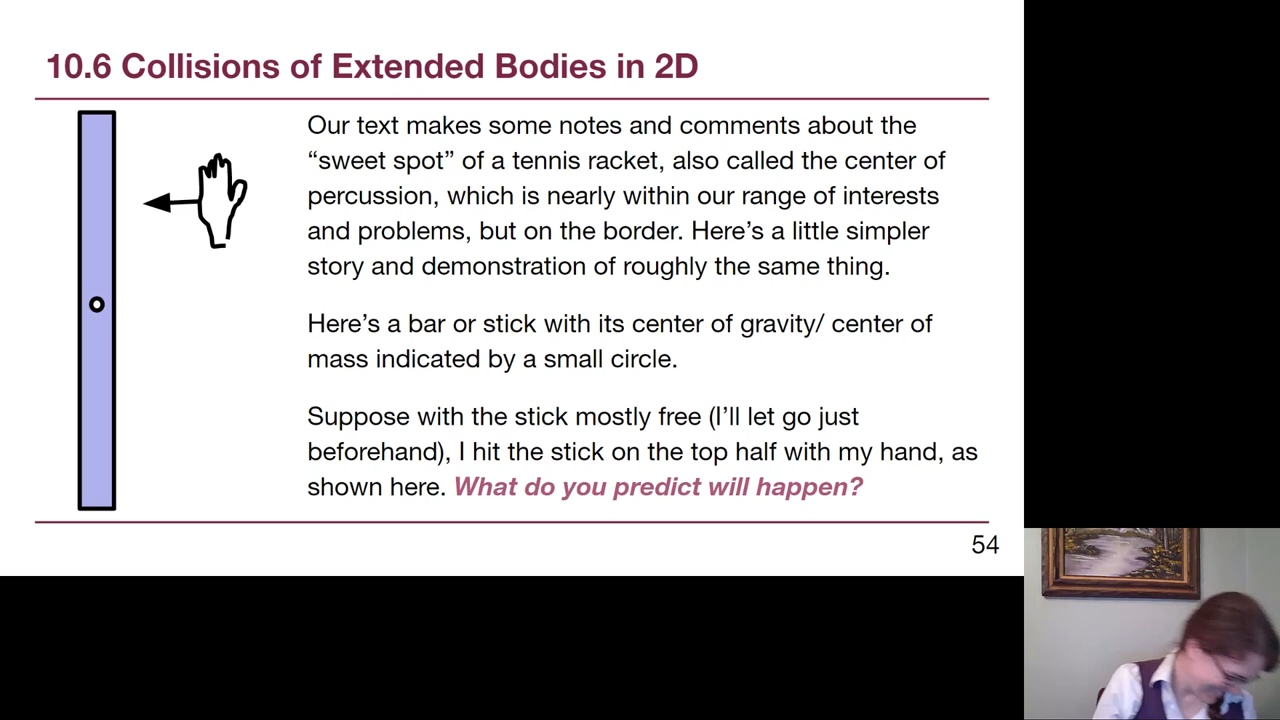 10.6 Collisions of Extended Bodies in 2D
Our text makes some notes and comments about the
“sweet spot” of a tennis racket, also called the center of
percussion, which is nearly within our range of interests
and problems, but on the border. Here’s a little simpler
story and demonstration of roughly the same thing.
Here’s a bar or stick with its center of gravity/ center of
mass indicated by a small circle.
Suppose with the stick mostly free (I’ll let go just
beforehand), I hit the stick on the top half with my hand, as
shown here. What do you predict will happen?
54